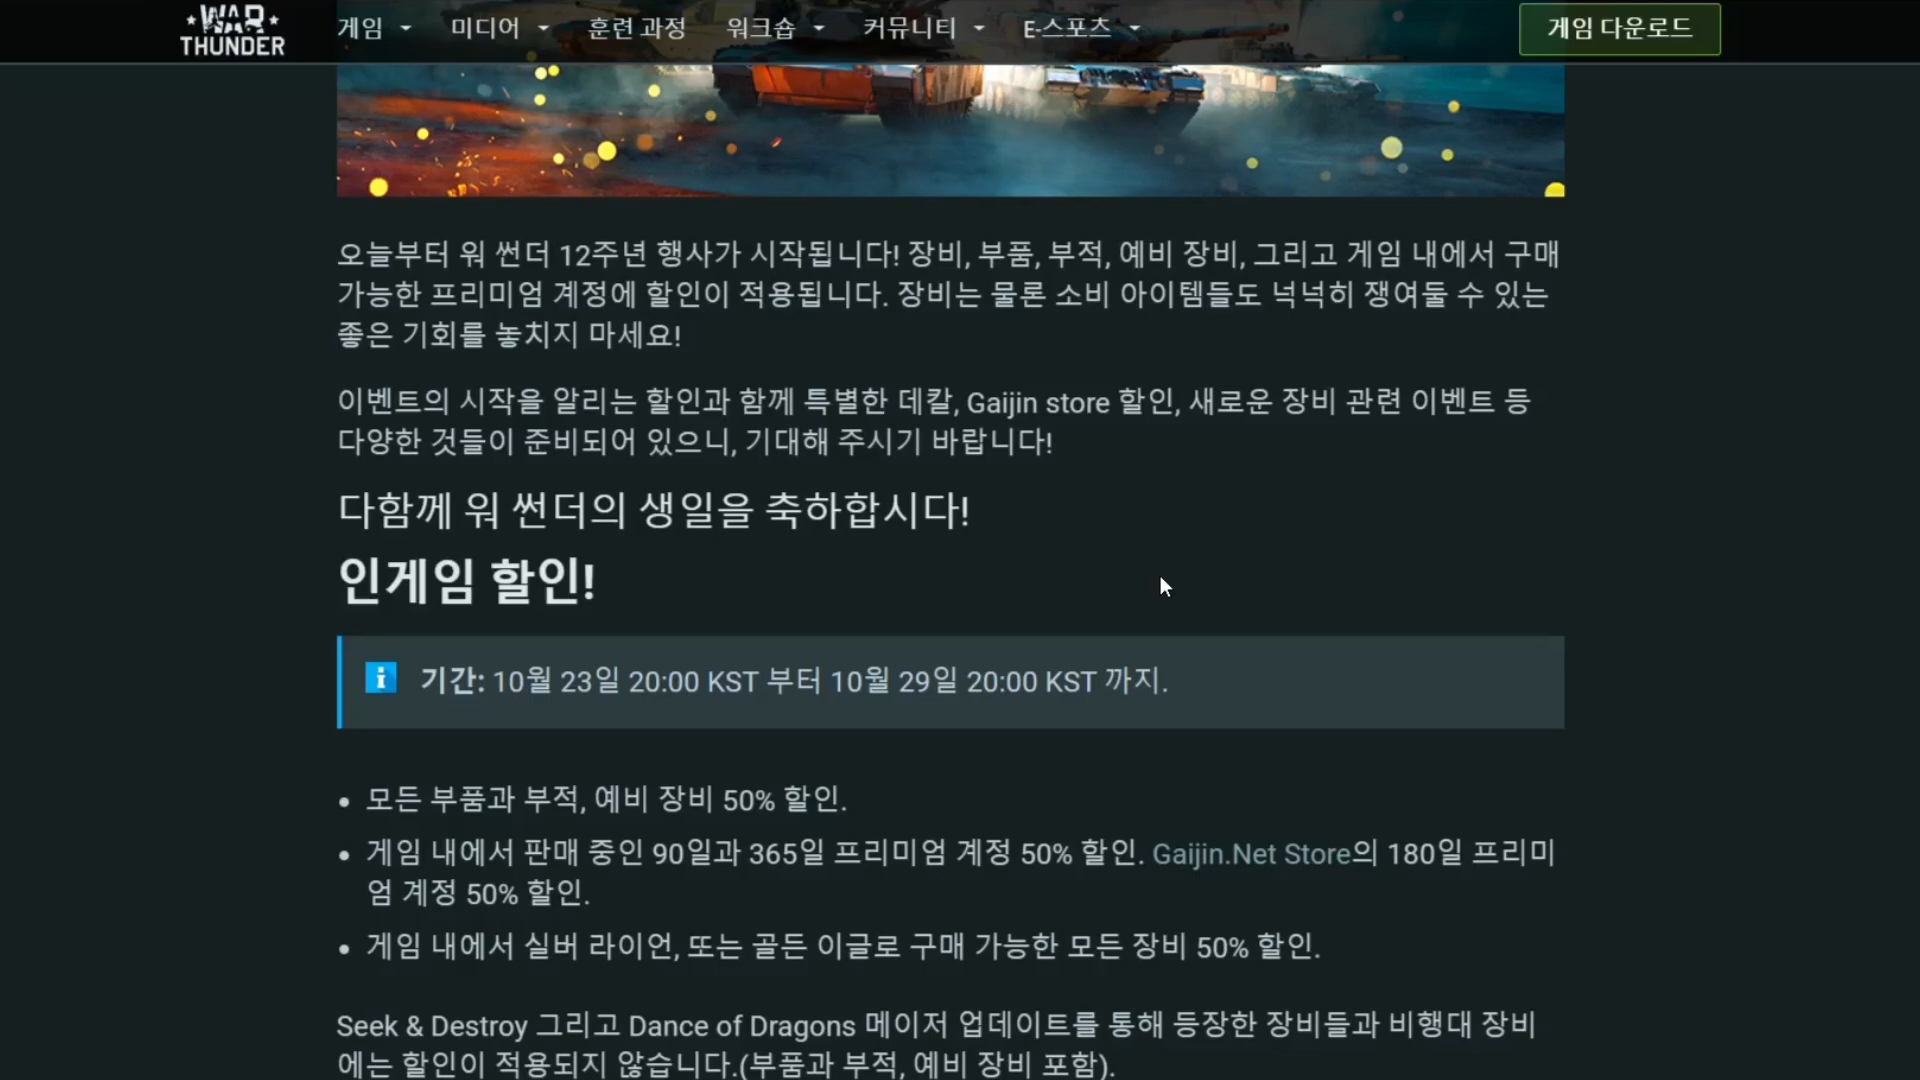 WAR THUNDER
게임 미디어 훈련 과정 워크숍 커뮤니티 E-스포츠 게임 다운로드
오늘부터 워 썬더 12주년 행사가 시작됩니다! 장비, 부품, 부적, 예비 장비, 그리고 게임 내에서 구매
가능한 프리미엄 계정에 할인이 적용됩니다. 장비는 물론 소비 아이템들도 넉넉히 쟁여둘 수 있는
좋은 기회를 놓치지 마세요!
이벤트의 시작을 알리는 할인과 함께 특별한 데칼, Gaijin store 할인, 새로운 장비 관련 이벤트 등
다양한 것들이 준비되어 있으니, 기대해 주시기 바랍니다!
다함께 워 썬더의 생일을 축하합시다!
인게임 할인!
기간: 10월 23일 20:00 KST 부터 10월 29일 20:00 KST 까지.
• 모든 부품과 부적, 예비 장비 50% 할인.
• 게임 내에서 판매 중인 90일과 365일 프리미엄 계정 50% 할인. Gaijin.Net Store의 180일 프리미
엄 계정 50% 할인.
• 게임 내에서 실버 라이언, 또는 골든 이글로 구매 가능한 모든 장비 50% 할인.
Seek & Destroy 그리고 Dance of Dragons 메이저 업데이트를 통해 등장한 장비들과 비행대 장비
에는 할인이 적용되지 않습니다.(부품과 부적, 예비 장비 포함).